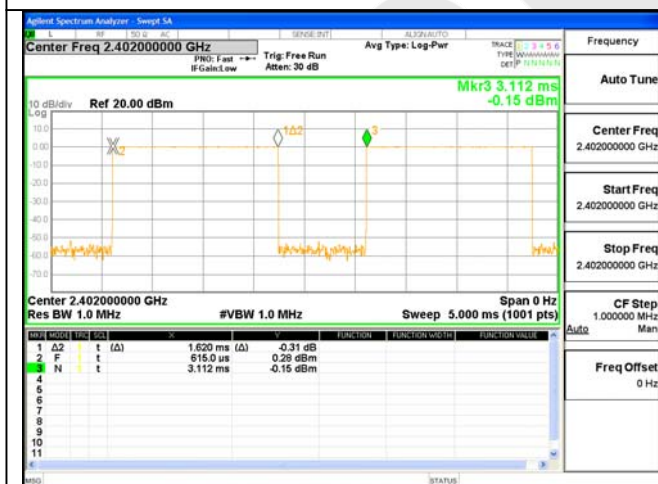 Agilent Spectrum Analyzer - Swept SA
L RF 50 Ω AC SENSE:INT ALIGNAUTO
Center Freq 2.402000000 GHz
PNO: Fast
IFGain:Low
Trig: Free Run
Atten: 30 dB
Avg Type: Log-Pwr
TRACE 1 2 3 4 5 6
TYPE
DET P N N N N N
Mkr3 3.112 ms
-0.15 dBm
10 dB/div Ref 20.00 dBm
Log
10.0
0.00
-10.0
-20.0
-30.0
-40.0
-50.0
-60.0
-70.0
X2
1Δ2
3
Center 2.402000000 GHz
Span 0 Hz
Res BW 1.0 MHz
#VBW 1.0 MHz
Sweep 5.000 ms (1001 pts)
MKR MODE TRC SCL X Y FUNCTION FUNCTION WIDTH FUNCTION VALUE
1 Δ2 1 t (Δ) 1.620 ms (Δ) -0.31 dB
2 F 1 t 615.0 µs 0.28 dBm
3 N 1 t 3.112 ms -0.15 dBm
4
5
6
7
8
9
10
11
MSG
STATUS
Frequency
Auto Tune
Center Freq
2.402000000 GHz
Start Freq
2.402000000 GHz
Stop Freq
2.402000000 GHz
CF Step
1.000000 MHz
Auto Man
Freq Offset
0 Hz